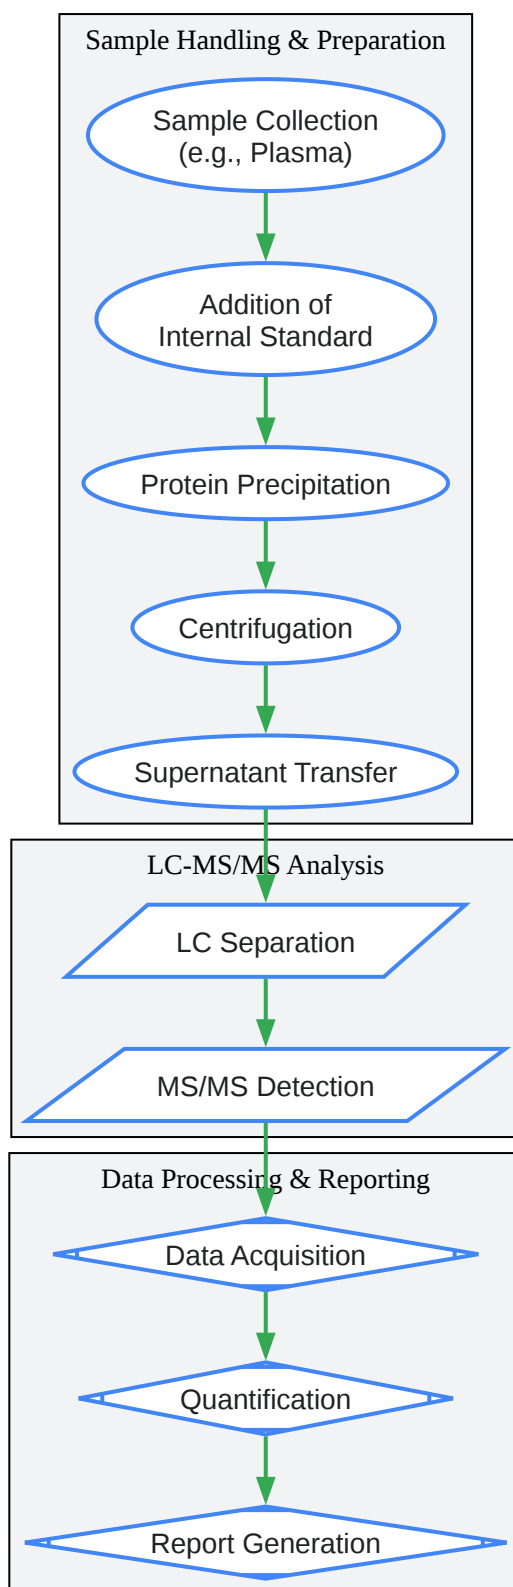 Sample Handling & Preparation
Sample Collection
(e.g., Plasma)
Addition of
Internal Standard
Protein Precipitation
Centrifugation
Supernatant Transfer
LC-MS/MS Analysis
LC Separation
MS/MS Detection
Data Processing & Reporting
Data Acquisition
Quantification
Report Generation